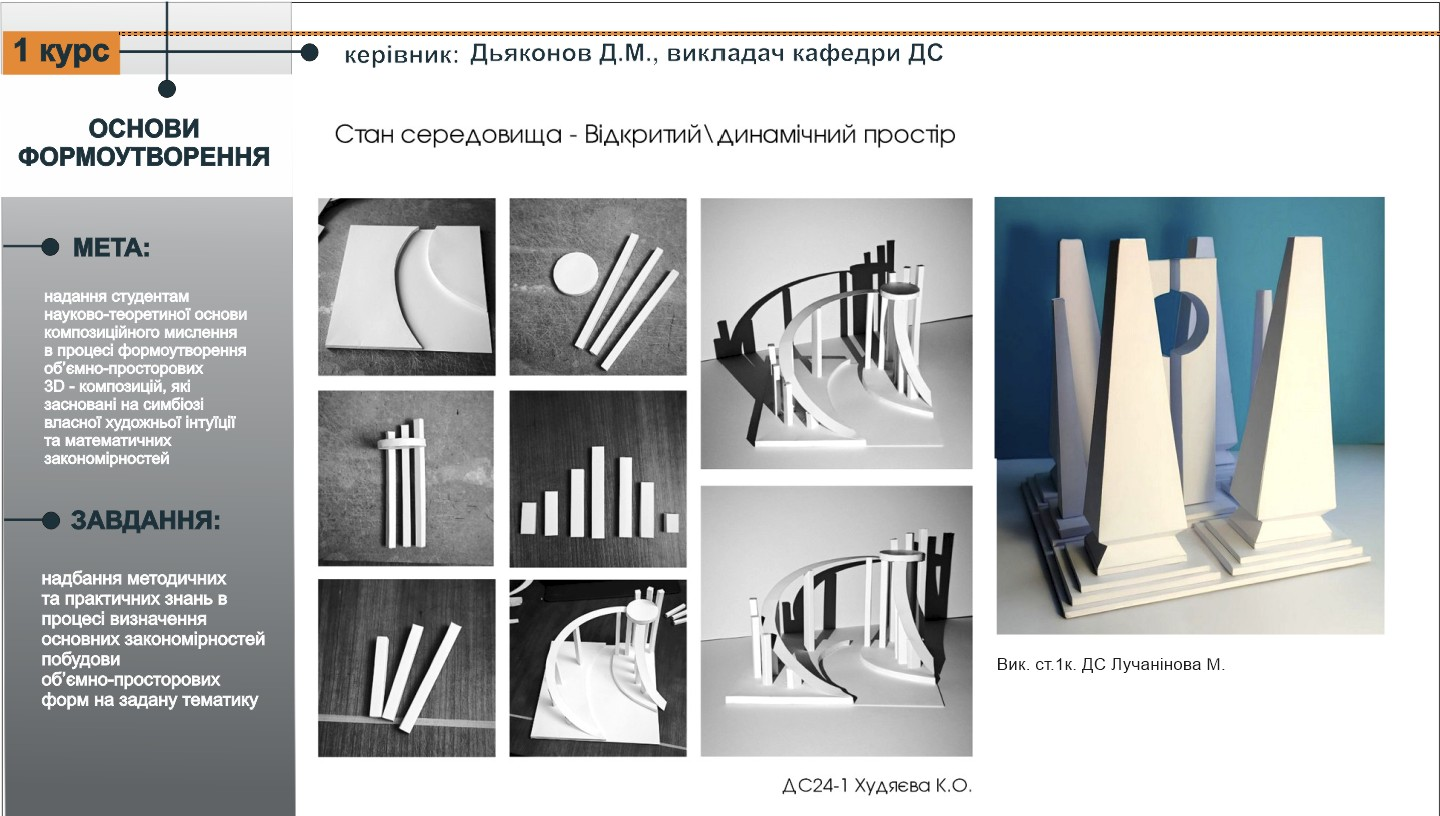 1 курс
керівник: Дьяконов Д.М., викладач кафедри ДС
ОСНОВИ
ФОРМОУТВОРЕННЯ
Стан середовища - Відкритий\динамічний простір
МЕТА:
надання студентам
науково-теоретиної основи
композиційного мислення
в процесі формоутворення
об'ємно-просторових
3D - композицій, які
засновані на симбіозі
власної художньої інтуїції
та математичних
закономірностей
ЗАВДАННЯ:
надбання методичних
та практичних знань в
процесі визначення
основних закономірностей
побудови
об'ємно-просторових
форм на задану тематику
Вик. ст.1к. ДС Лучанінова М.
ДС24-1 Худяєва К.О.